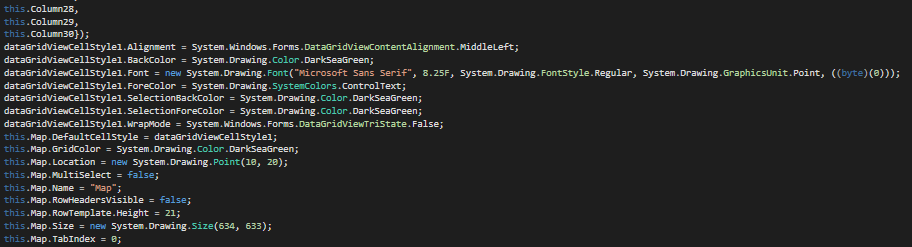 this.Column28,
this.Column29,
this.Column30});
dataGridViewCellStyle1.Alignment = System.Windows.Forms.DataGridViewContentAlignment.MiddleLeft;
dataGridViewCellStyle1.BackColor = System.Drawing.Color.DarkSeaGreen;
dataGridViewCellStyle1.Font = new System.Drawing.Font("Microsoft Sans Serif", 8.25F, System.Drawing.FontStyle.Regular, System.Drawing.GraphicsUnit.Point, ((byte)(0)));
dataGridViewCellStyle1.ForeColor = System.Drawing.SystemColors.ControlText;
dataGridViewCellStyle1.SelectionBackColor = System.Drawing.Color.DarkSeaGreen;
dataGridViewCellStyle1.SelectionForeColor = System.Drawing.Color.DarkSeaGreen;
dataGridViewCellStyle1.WrapMode = System.Windows.Forms.DataGridViewTriState.False;
this.Map.DefaultCellStyle = dataGridViewCellStyle1;
this.Map.GridColor = System.Drawing.Color.DarkSeaGreen;
this.Map.Location = new System.Drawing.Point(10, 20);
this.Map.MultiSelect = false;
this.Map.Name = "Map";
this.Map.RowHeadersVisible = false;
this.Map.RowTemplate.Height = 21;
this.Map.Size = new System.Drawing.Size(634, 633);
this.Map.TabIndex = 0;